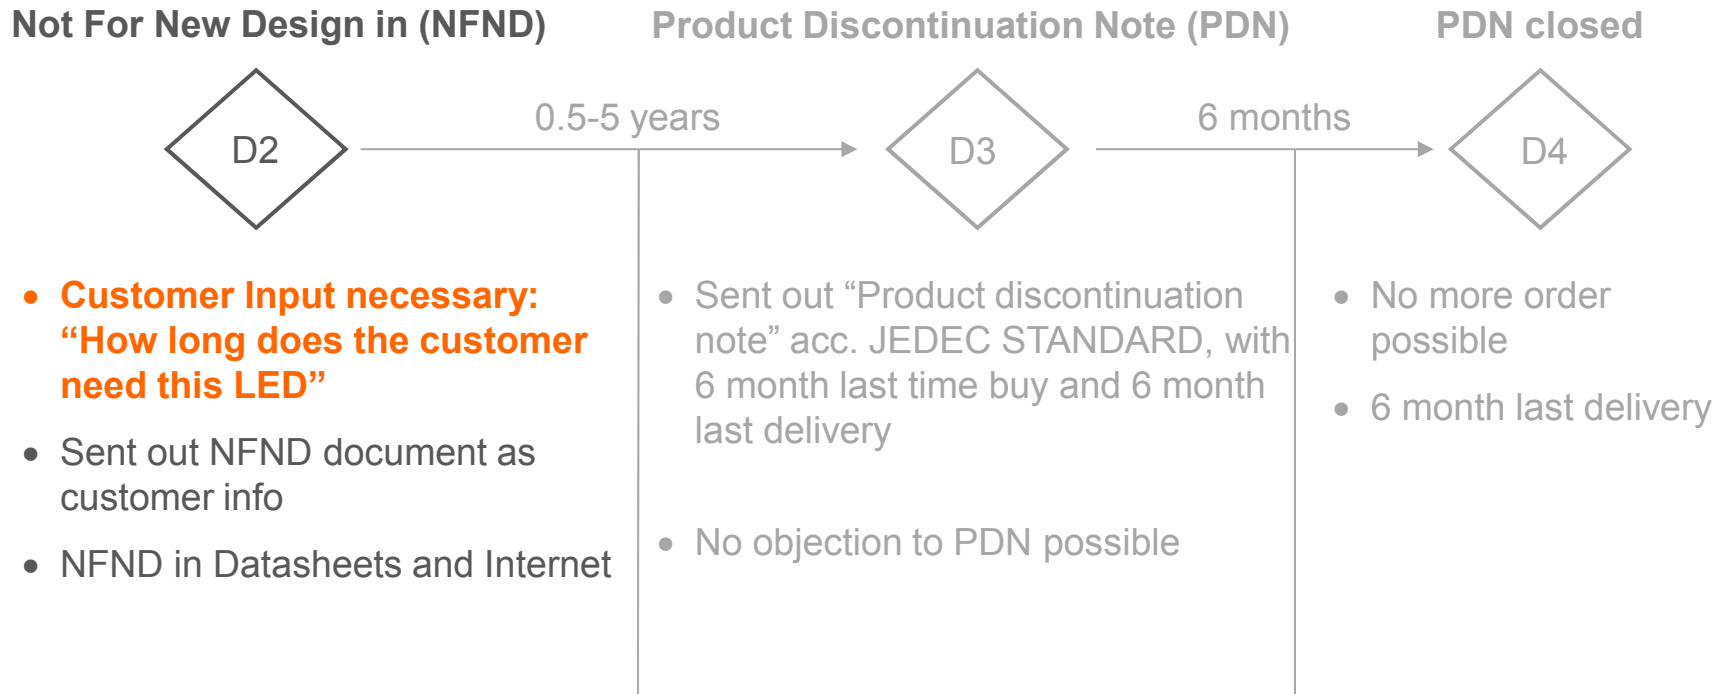 Not For New Design in (NFND)
Product Discontinuation Note (PDN)
PDN closed
D2
0.5-5 years
D3
6 months
D4
• Customer Input necessary:
“How long does the customer
need this LED”
• Sent out NFND document as
customer info
• NFND in Datasheets and Internet
• Sent out “Product discontinuation
note” acc. JEDEC STANDARD, with
6 month last time buy and 6 month
last delivery
• No objection to PDN possible
• No more order
possible
• 6 month last delivery